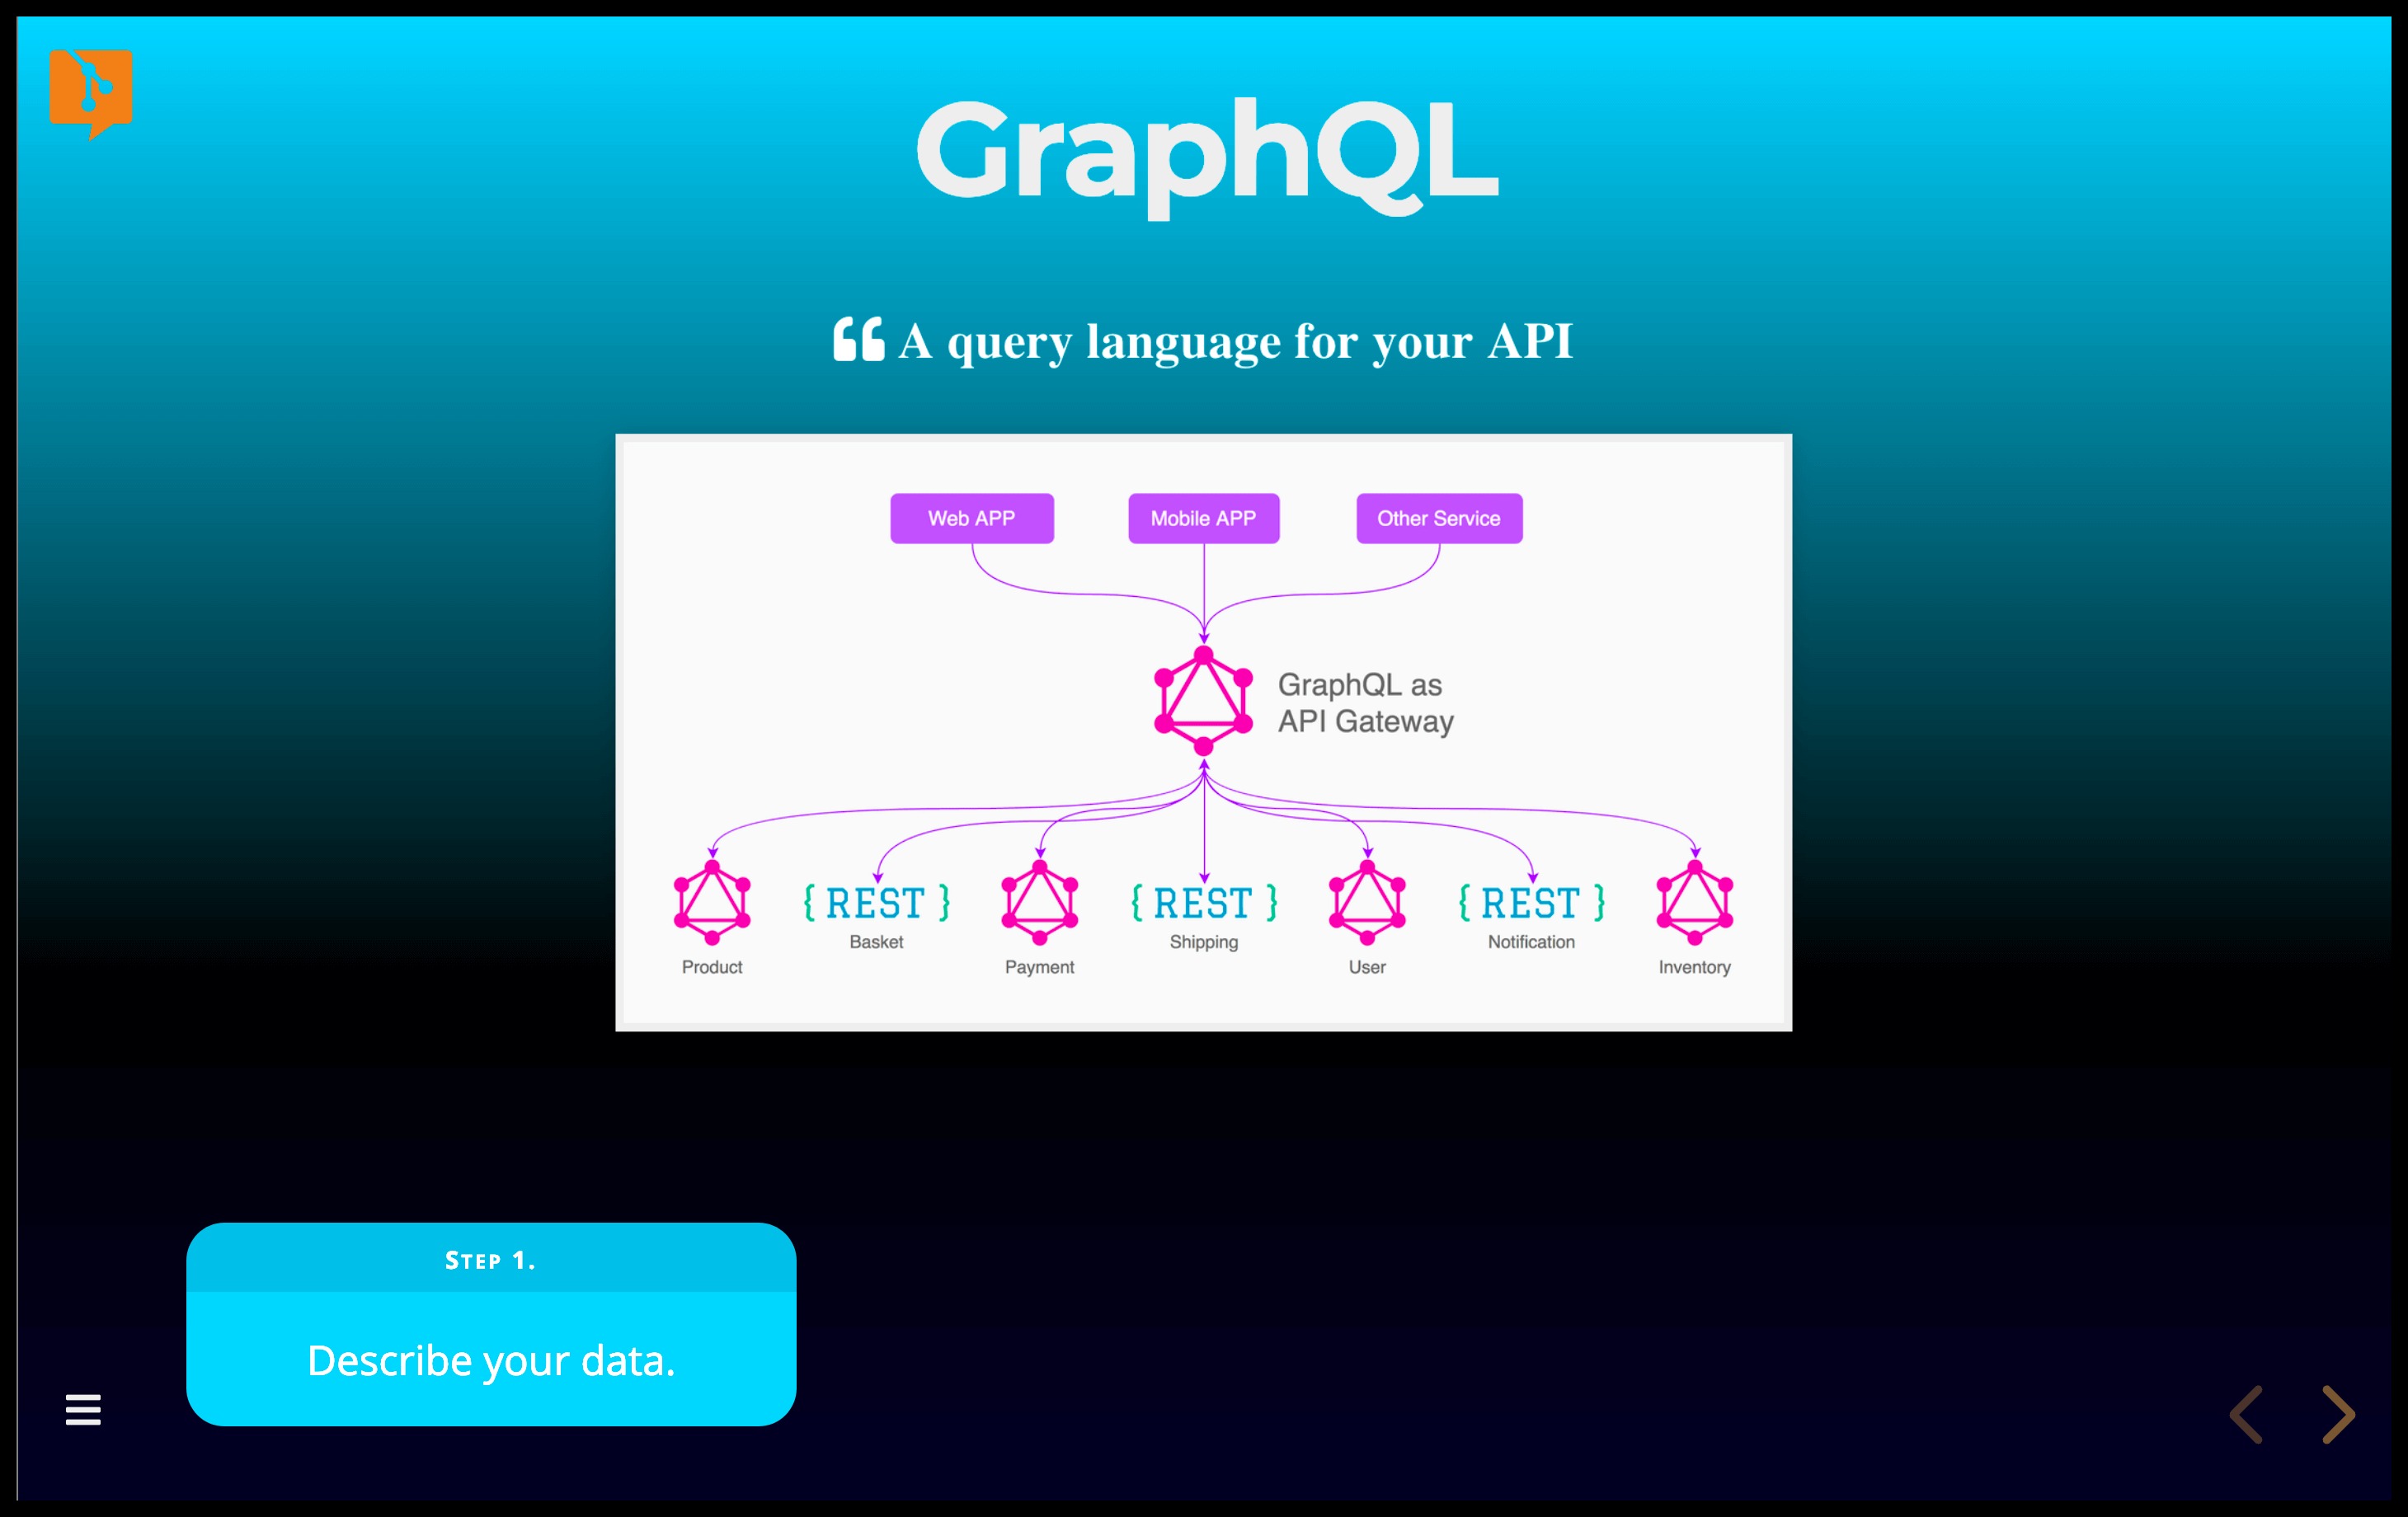 GraphQL
“ A query language for your API
Web APP
Mobile APP
Other Service
GraphQL as
API Gateway
{ REST }
{ REST }
{ REST }
Basket
Shipping
Notification
Product
Payment
User
Inventory
Step 1.
Describe your data.